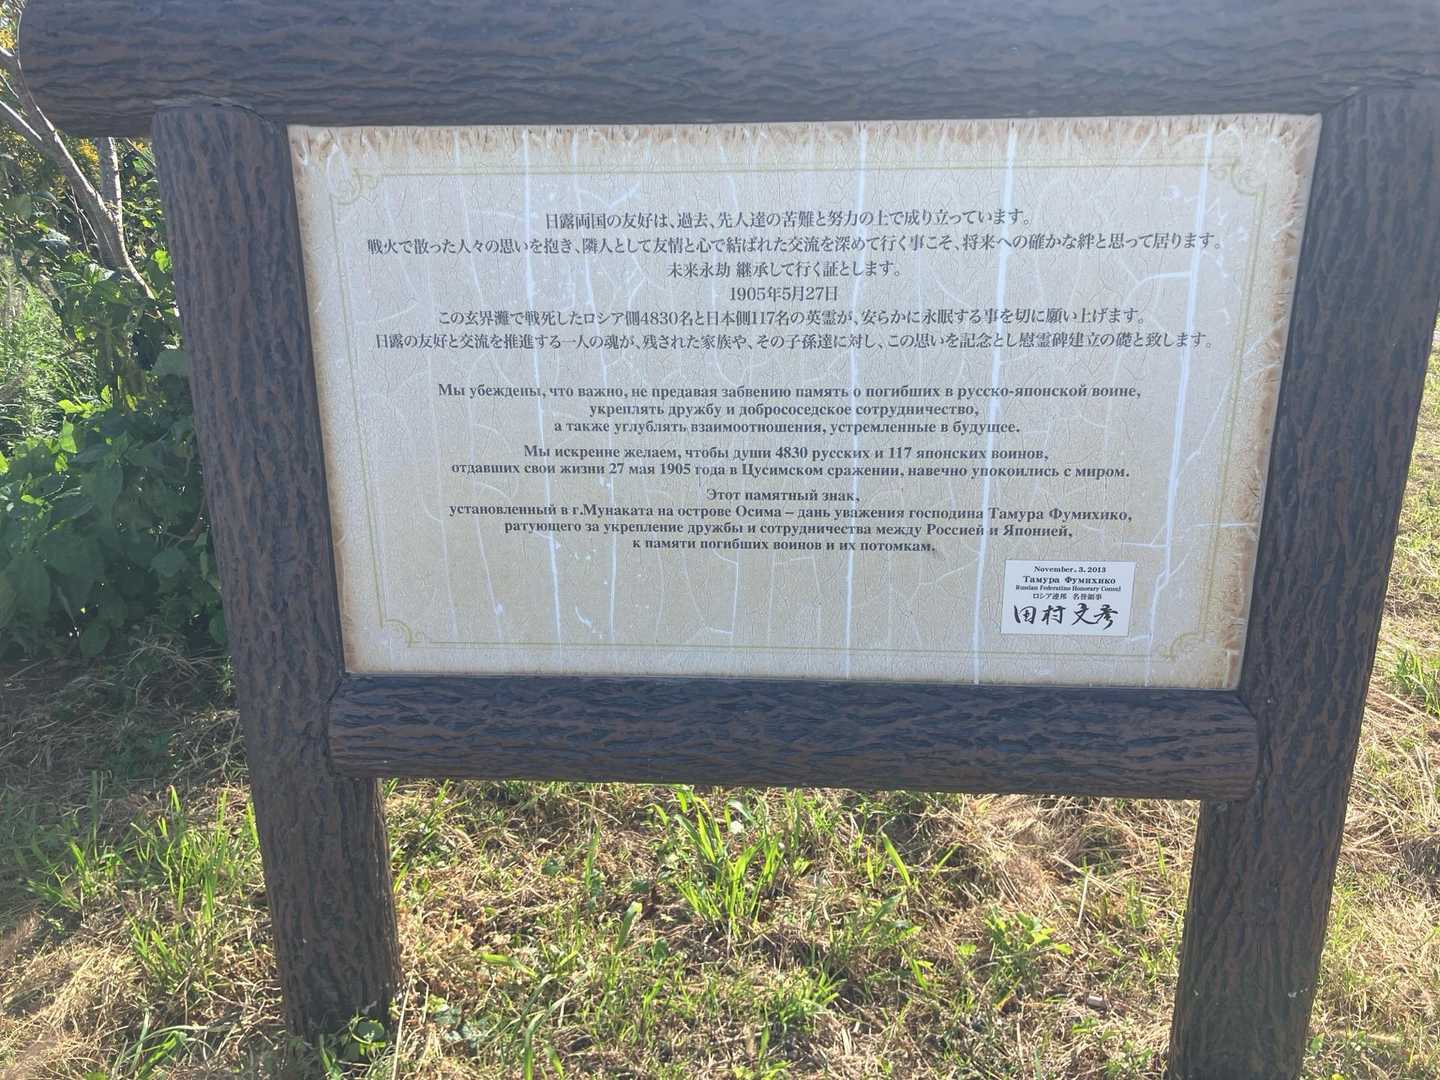 日露両国の友好は、過去、先人達の苦難と努力の上で成り立っています。
戦火で散った人々の思いを抱き、隣人として友情と心で結ばれた交流を深めて行く事こそ、将来への確かな絆と思って居ります。
未来永劫 継承して行く証とします。
1905年5月27日
この玄界灘で戦死したロシア側4830名と日本側117名の英霊が、安らかに永眠する事を切に願い上げます。
日露の友好と交流を推進する一人の魂が、残された家族や、その子孫達に対し、この思いを記念とし慰霊碑建立の礎と致します。
Мы убеждены, что важно, не предавая забвению память о погибших в русско-японской воине,
укреплять дружбу и добрососедское сотрудничество,
а также углублять взаимоотношения, устремленные в будущее.
Мы искренне желаем, чтобы души 4830 русских и 117 японских воинов,
отдавших свои жизни 27 мая 1905 года в Цусимском сражении, навечно упокоились с миром.
Этот памятный знак,
установленный в г.Мунаката на острове Осима – дань уважения господина Тамура Фумихико,
ратующего за укрепление дружбы и сотрудничества между Россией и Японией,
к памяти погибших воинов и их потомкам.
November. 3. 2013
Тамура Фумихико
Russian Federatino Honorary Consul
ロシア連邦 名誉領事
田村文彦